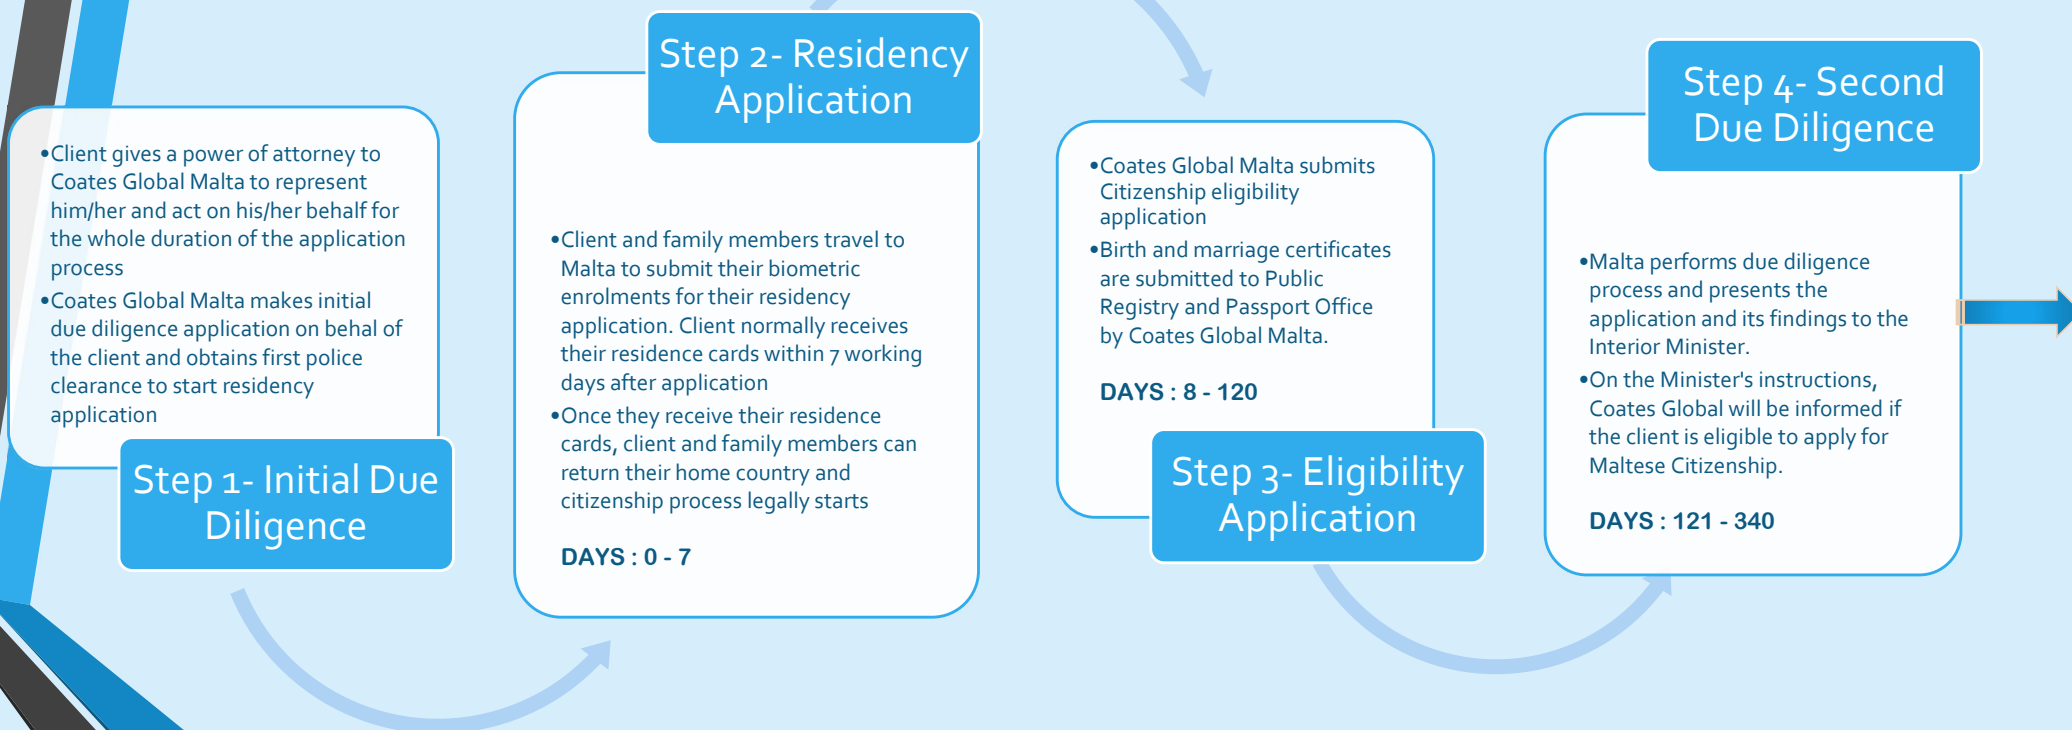 •Client gives a power of attorney to
Coates Global Malta to represent
him/her and act on his/her behalf for
the whole duration of the application
process
•Coates Global Malta makes initial
due diligence application on behal of
the client and obtains first police
clearance to start residency
application
Step 1- Initial Due
Diligence
Step 2- Residency
Application
•Client and family members travel to
Malta to submit their biometric
enrolments for their residency
application. Client normally receives
their residence cards within 7 working
days after application
•Once they receive their residence
cards, client and family members can
return their home country and
citizenship process legally starts
DAYS : 0 - 7
•Coates Global Malta submits
Citizenship eligibility
application
•Birth and marriage certificates
are submitted to Public
Registry and Passport Office
by Coates Global Malta.
DAYS : 8 - 120
Step 3- Eligibility
Application
Step 4- Second
Due Diligence
•Malta performs due diligence
process and presents the
application and its findings to the
Interior Minister.
•On the Minister's instructions,
Coates Global will be informed if
the client is eligible to apply for
Maltese Citizenship.
DAYS : 121 - 340